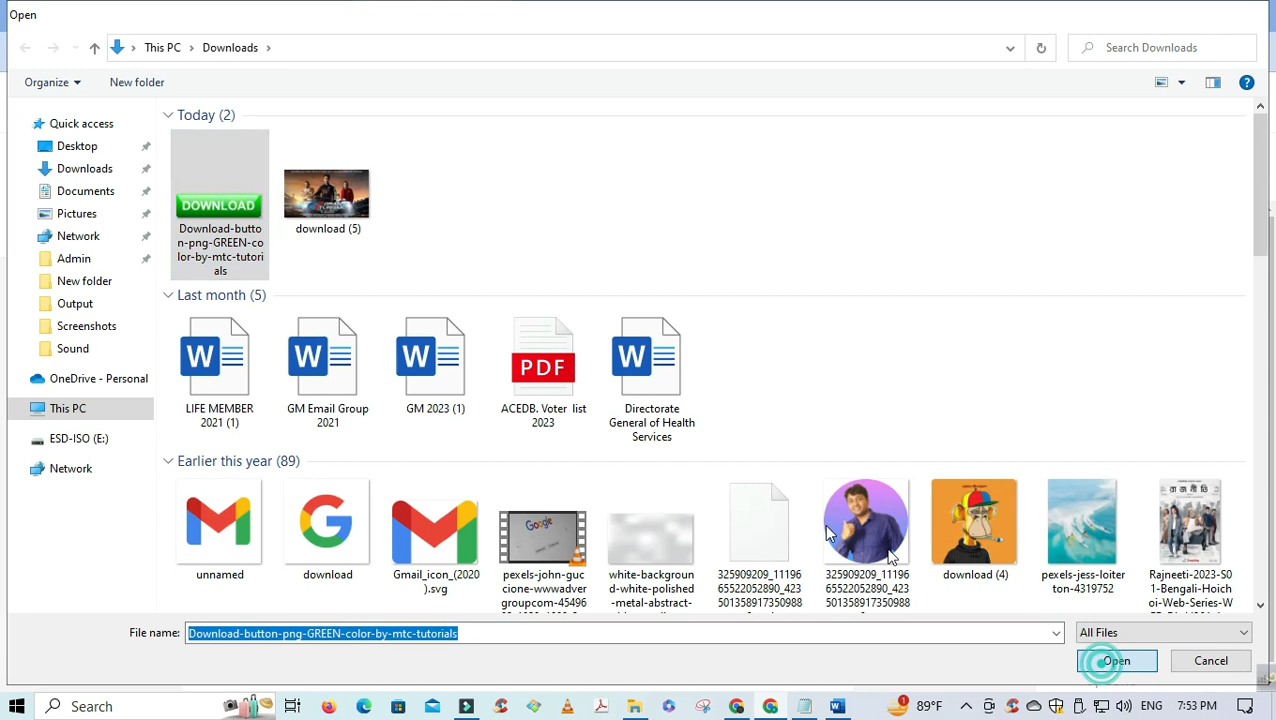 Open
This PC
Downloads
Search Downloads
Organize
New folder
Quick access
Desktop
Downloads
Documents
Pictures
Network
Admin
New folder
Output
Screenshots
Sound
OneDrive - Personal
This PC
ESD-ISO (E:)
Network
Today (2)
DOWNLOAD
Download-butto
n-png-GREEN-co
lor-by-mtc-tutori
als
download (5)
Last month (5)
LIFE MEMBER
2021 (1)
GM Email Group
2021
GM 2023 (1)
PDF
ACEDB. Voter list
2023
Directorate
General of Health
Services
Earlier this year (89)
unnamed
download
Gmail_icon_(2020
).svg
Google
pexels-john-guc
cione-wwwadver
groupcom-45496
white-backgroun
d-white-polished
-metal-abstract-
325909209_11196
65522052890_423
501358917350988
325909209_11196
65522052890_423
501358917350988
download (4)
pexels-jess-loiter
ton-4319752
Rajneeti-2023-S0
1-Bengali-Hoich
oi-Web-Series-W
File name:
Download-button-png-GREEN-color-by-mtc-tutorials
All Files
Open
Cancel
Search
1
89°F
ENG
7:53 PM